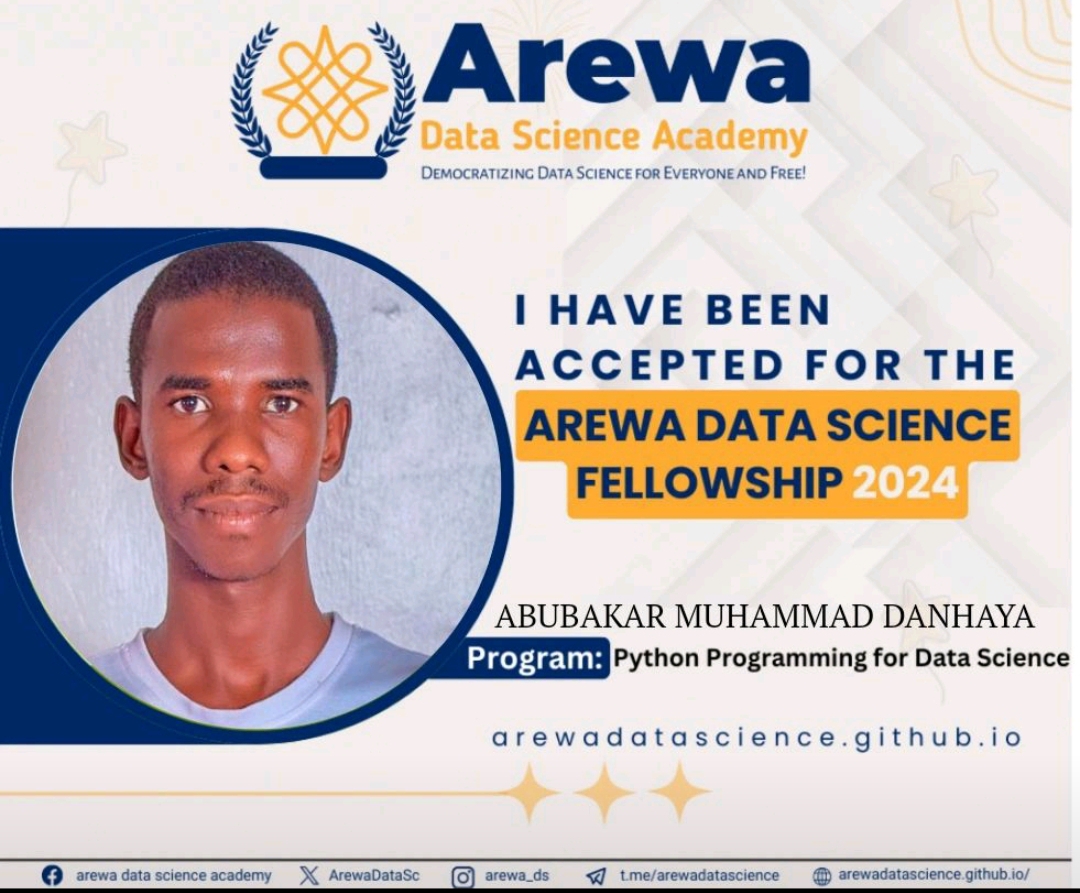 Arewa
Data Science Academy
DEMOCRATIZING DATA SCIENCE FOR EVERYONE AND FREE!
I HAVE BEEN
ACCEPTED FOR THE
AREWA DATA SCIENCE
FELLOWSHIP 2024
ABUBAKAR MUHAMMAD DANHAYA
Program: Python Programming for Data Science
arewadatascience.github.io
arewa data science academy ArewaDataSc arewa_ds t.me/arewadatascience arewadatascience.github.io/